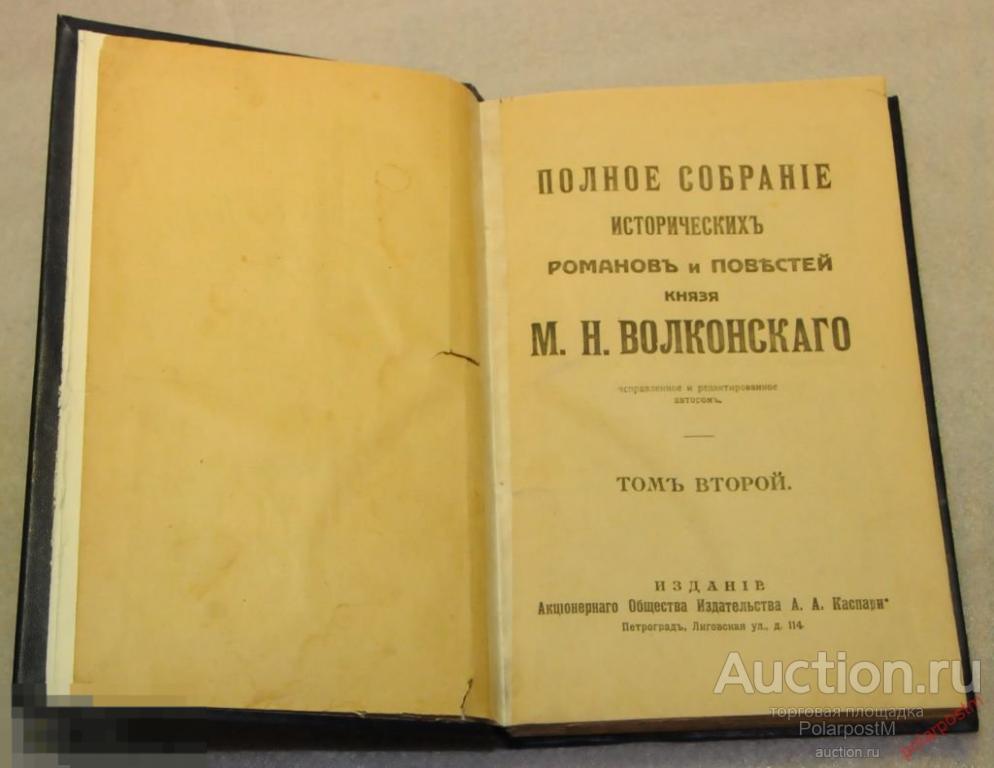 ПОЛНОЕ СОБРАНІЕ
ИСТОРИЧЕСКИХЪ
РОМАНОВЪ и ПОВѢСТЕЙ
КНЯЗЯ
М. Н. ВОЛКОНСКАГО
исправленное и редактированное
авторомъ.
ТОМЪ ВТОРОЙ.
ИЗДАНІЕ
Акціонернаго Общества Издательства А. А. Каспари
Петроградъ, Лиговская ул., д. 114
Auction.ru
торговая площадка
PolarpostM
auction.ru
polarpostm